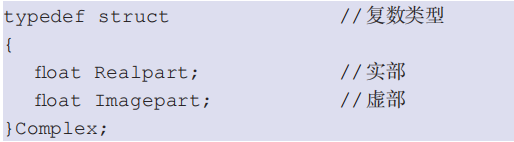 typedef struct //复数类型
{
float Realpart; //实部
float Imagepart; //虚部
}Complex;